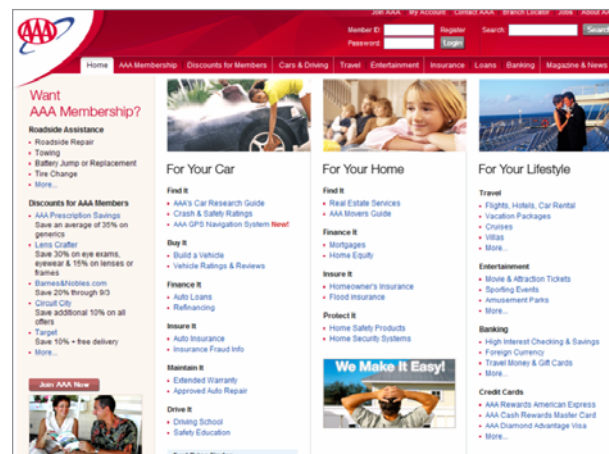 Join AAA My Account Contact AAA Branch Locator Jobs About AAA
Member ID: Register Search: Search
Password: Login
AAA
Home AAA Membership Discounts for Members Cars & Driving Travel Entertainment Insurance Loans Banking Magazine & News
Want
AAA Membership?
Roadside Assistance
Roadside Repair
Towing
Battery Jump or Replacement
Tire Change
More...
Discounts for AAA Members
AAA Prescription Savings
Save an average of 35% on
generics
Lens Crafter
Save 30% on eye exams,
eyewear & 15% on lenses or
frames
Barnes&Nobles.com
Save 20% through 9/3
Circuit City
Save additional 10% on all
offers
Target
Save 10% + free delivery
More...
Join AAA Now
For Your Car
Find It
AAA's Car Research Guide
Crash & Safety Ratings
AAA GPS Navigation System New!
Buy It
Build a Vehicle
Vehicle Ratings & Reviews
Finance It
Auto Loans
Refinancing
Insure It
Auto Insurance
Insurance Fraud Info
Maintain It
Extended Warranty
Approved Auto Repair
Drive It
Driving School
Safety Education
For Your Home
Find It
Real Estate Services
AAA Movers Guide
Finance It
Mortgages
Home Equity
Insure It
Homeowner's Insurance
Flood insurance
Protect It
Home Safety Products
Home Security Systems
We Make It Easy!
For Your Lifestyle
Travel
Flights, Hotels, Car Rental
Vacation Packages
Cruises
Villas
More...
Entertainment
Movie & Attraction Tickets
Sporting Events
Amusement Parks
More...
Banking
High Interest Checking & Savings
Foreign Currency
Travel Money & Gift Cards
More...
Credit Cards
AAA Rewards American Express
AAA Cash Rewards Master Card
AAA Diamond Advantage Visa
More...